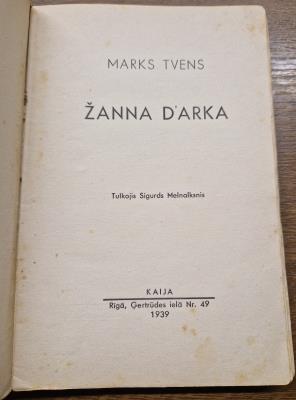 MARKS TVENS
ŽANNA D'ARKA
Tulkojis Sigurds Melnalksnis
KAIJA
Rīgā, Ģertrūdes ielā Nr. 49
1939